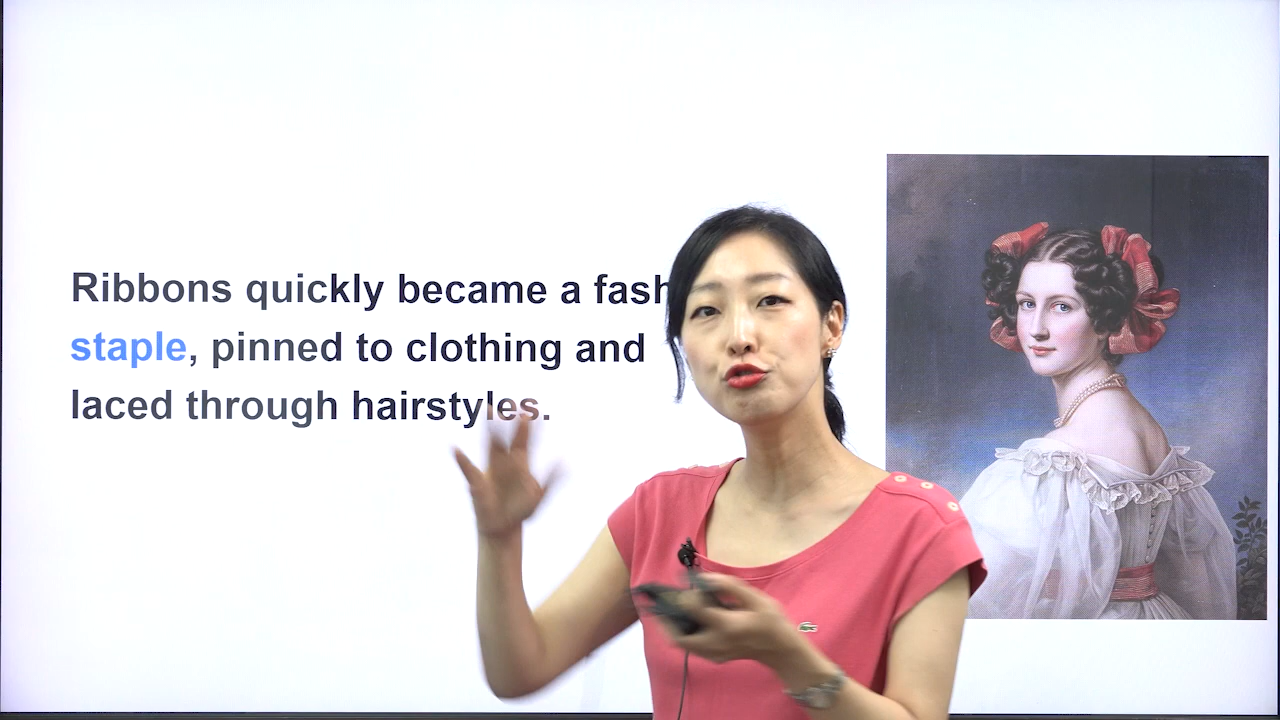 Ribbons quickly became a
staple, pinned to clothing and
laced through hairstyles.